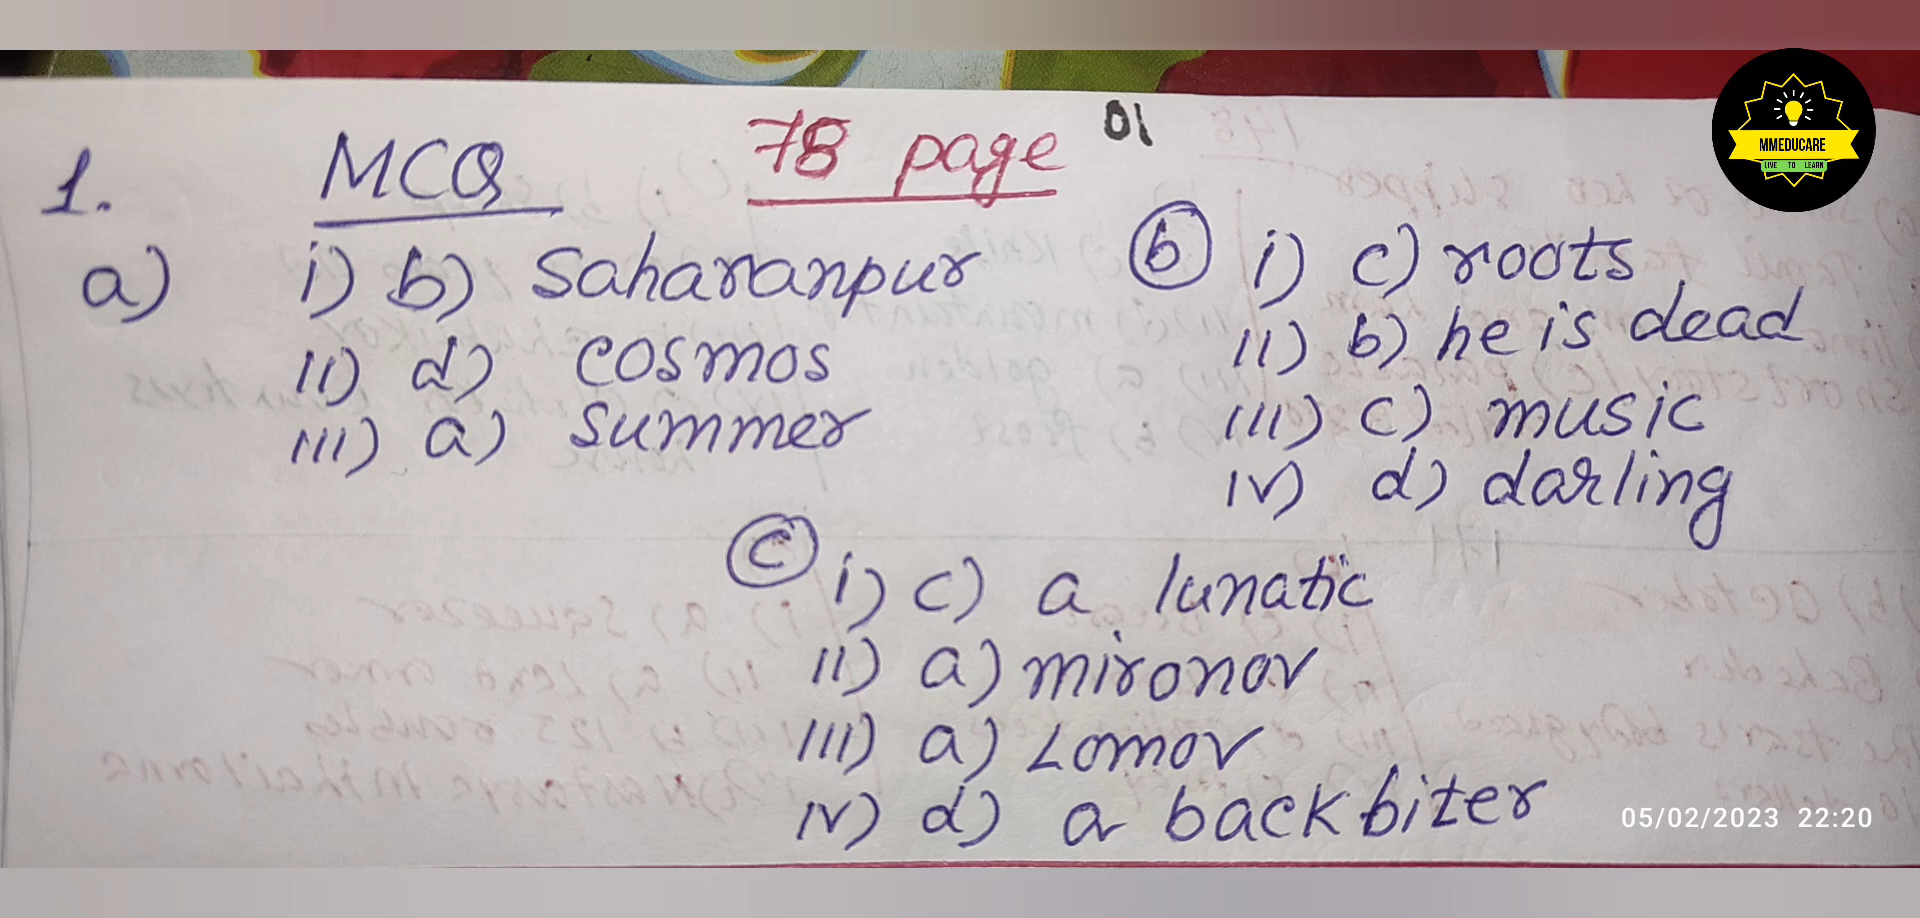 78 page 01
1. MCQ
a) i) b) Saharanpur
ii) d) cosmos
iii) a) summer
b i) c) roots
ii) b) he is dead
iii) c) music
iv) d) darling
c i) c) a lunatic
ii) a) mironov
iii) a) Lomov
iv) d) a backbiter
MMEDUCARE
LIVE TO LEARN
05/02/2023 22:20